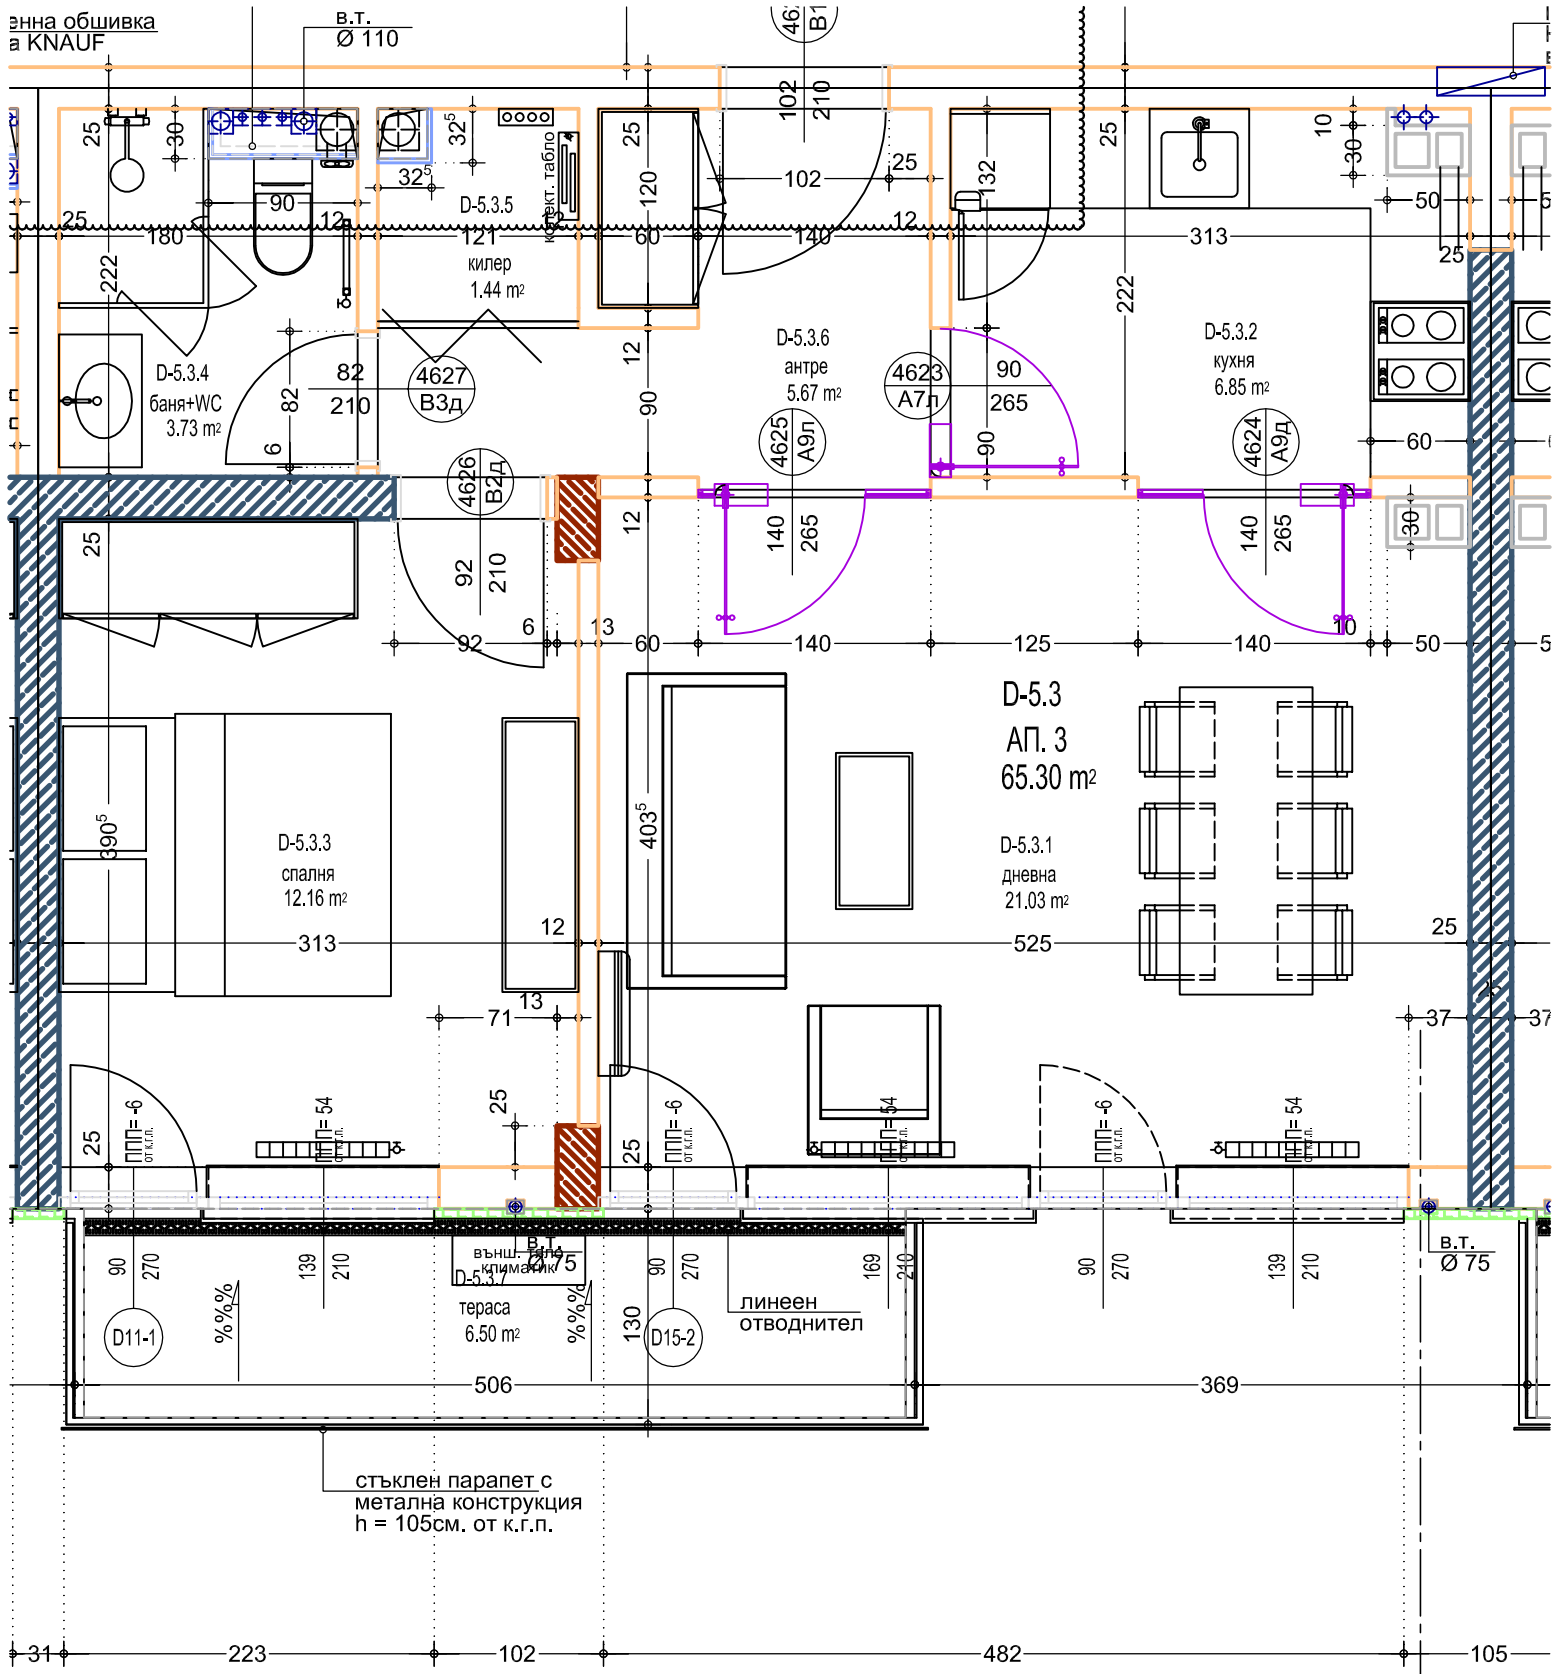 енна обшивка
а KNAUF
в.т.
Ø 110
102
210
25
30
32⁵
25
120
25
132
10
30
колект. табло
32⁵
D-5.3.5
килер
1.44 m²
102
25
90
25
180
12
121
60
140
12
313
50
25
222
222
D-5.3.4
баня+WC
3.73 m²
82
82
210
4627
В3д
6
12
90
D-5.3.6
антре
5.67 m²
4623
А7л
90
265
90
D-5.3.2
кухня
6.85 m²
4625
А9л
4624
А9д
60
4626
В2д
92
210
12
140
265
140
265
30
25
92
6
13
60
140
125
140
10
50
D-5.3
АП. 3
65.30 m²
390⁵
403⁵
D-5.3.3
спалня
12.16 m²
D-5.3.1
дневна
21.03 m²
313
12
525
25
13
71
37
37
25
25
25
ПП=-6
от к.г.п.
ПП=54
от к.г.п.
ПП=-6
от к.г.п.
ПП=54
от к.г.п.
ПП=-6
от к.г.п.
ПП=54
от к.г.п.
90
270
139
210
90
270
169
210
90
270
139
210
в.т.
Ø 75
в.т.
Ø 75
външ. тяло
климатик
D-5.3.7
тераса
6.50 m²
%%%
%%%
130
D11-1
D15-2
линеен
отводнител
506
369
стъклен парапет с
метална конструкция
h = 105см. от к.г.п.
31
223
102
482
105